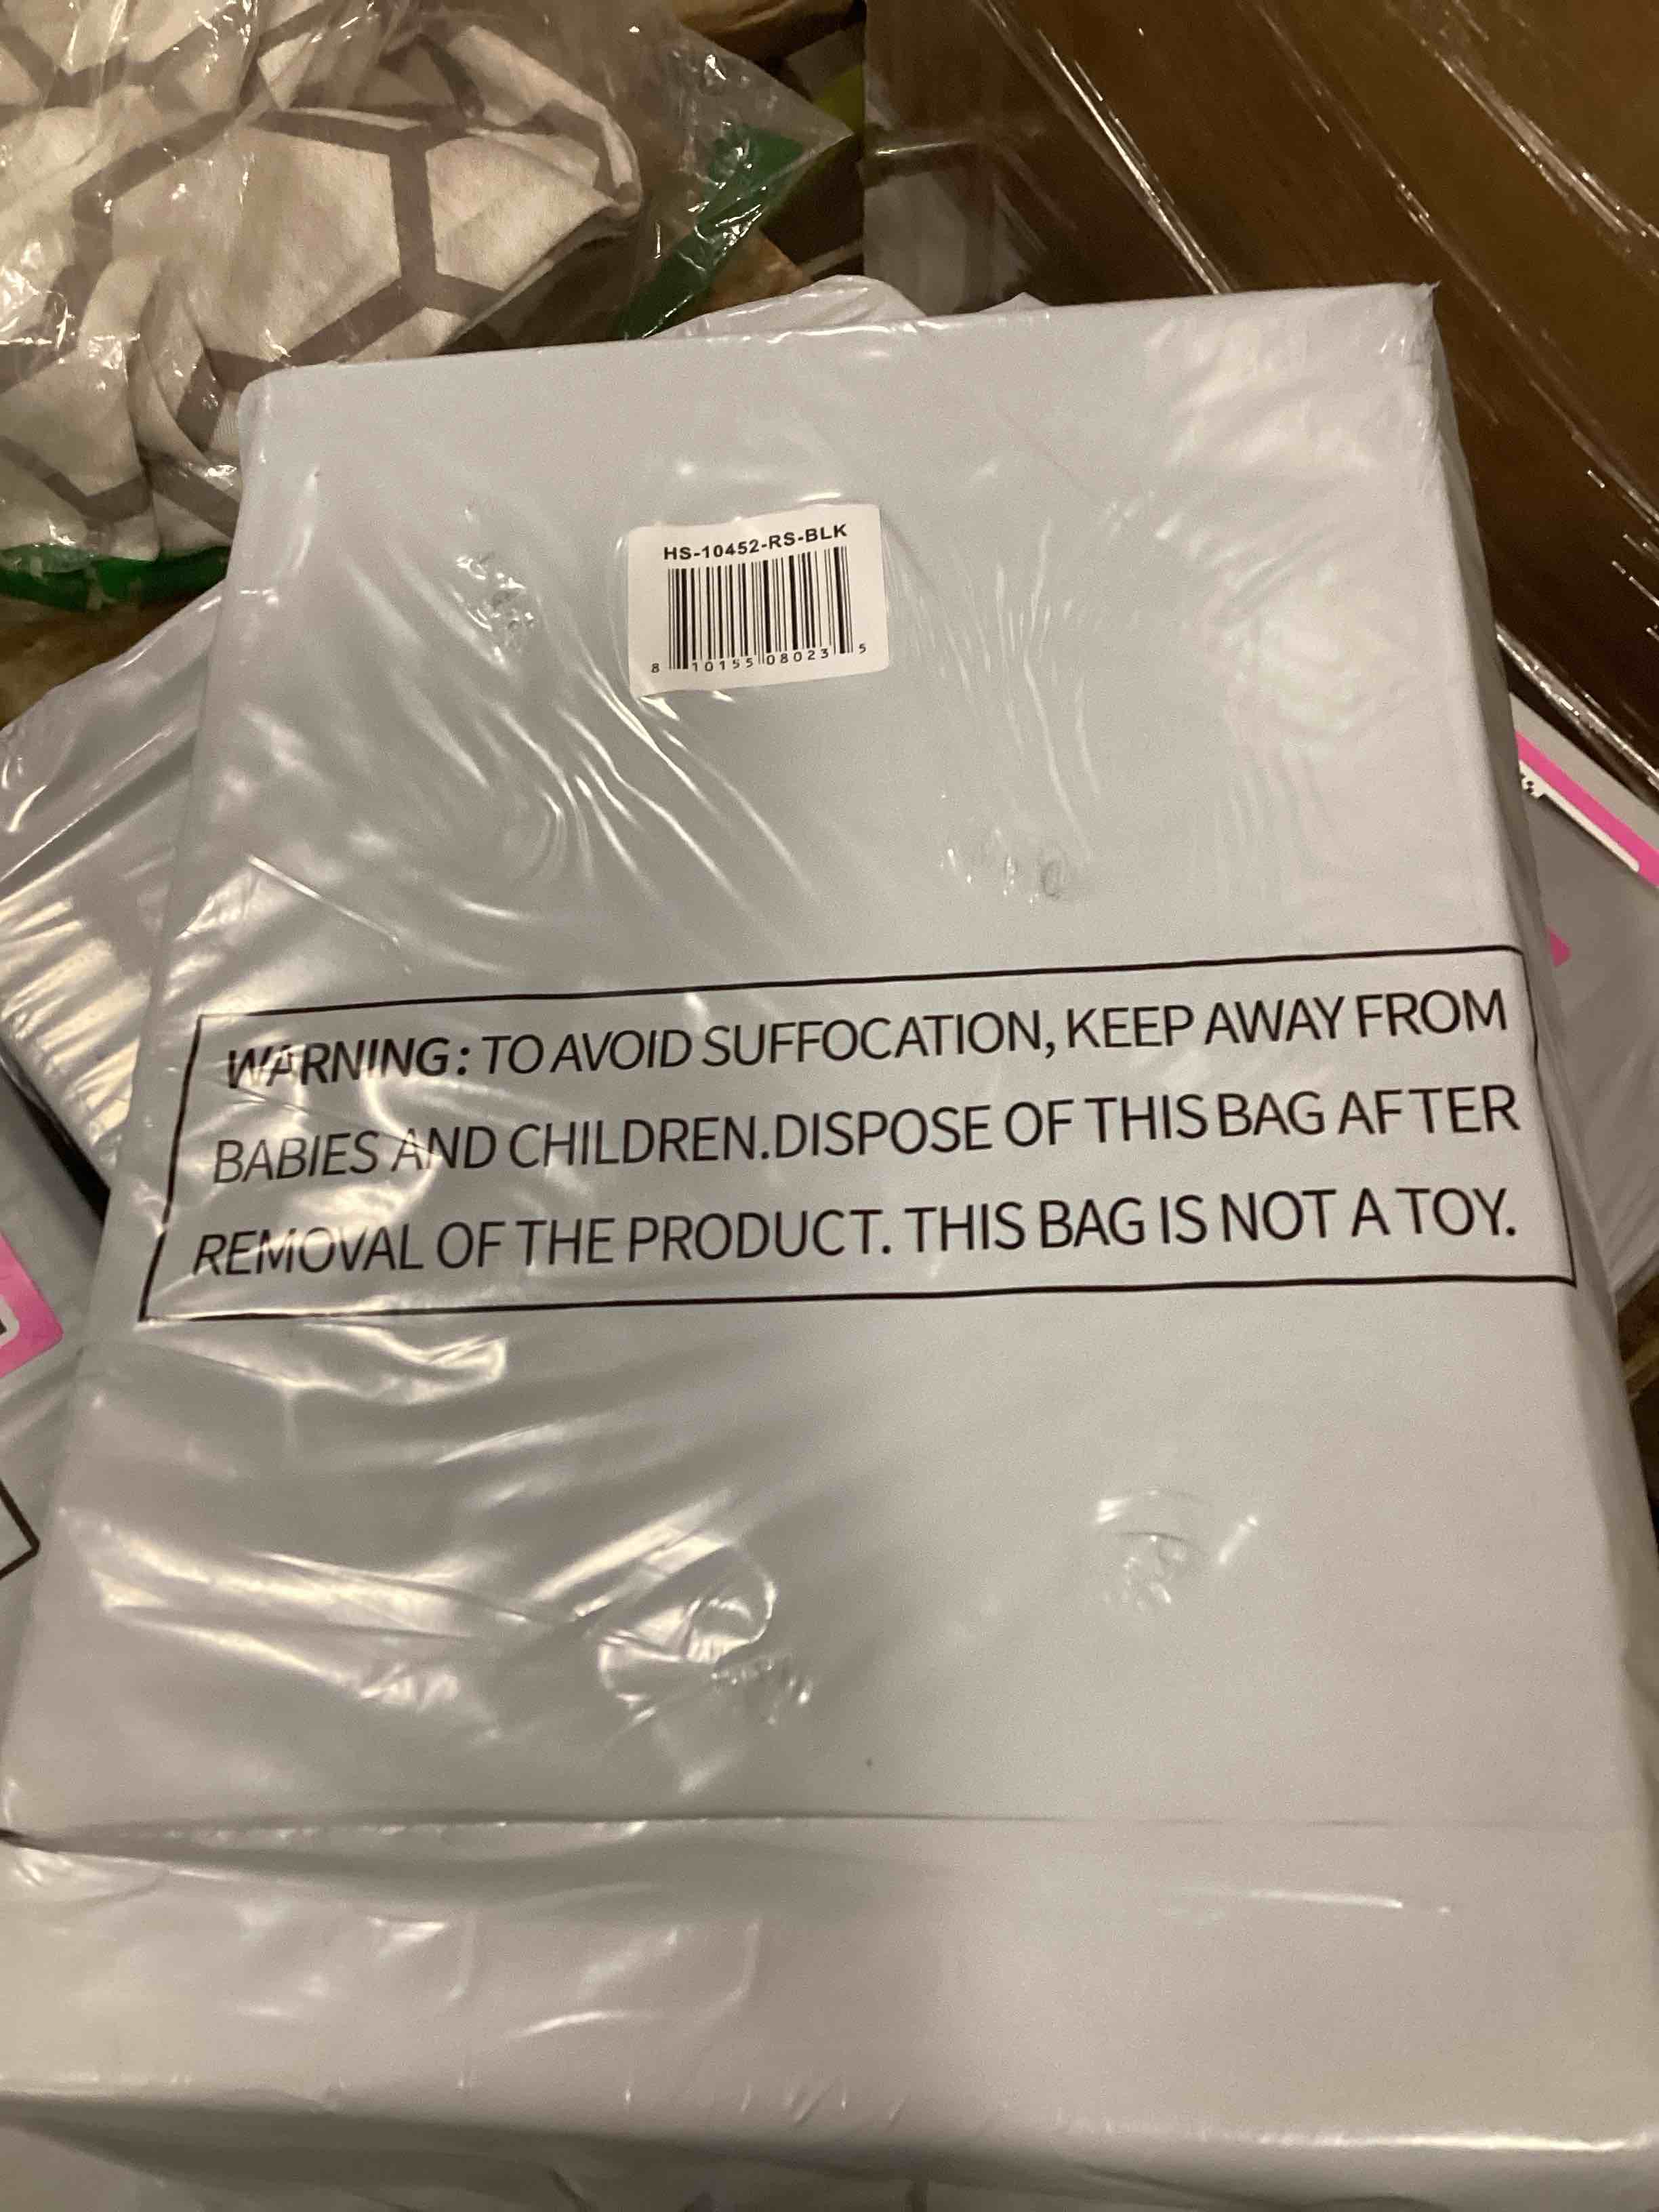 HS-10452-RS-BLK
8 10155 08023 5
WARNING: TO AVOID SUFFOCATION, KEEP AWAY FROM
BABIES AND CHILDREN.DISPOSE OF THIS BAG AFTER
REMOVAL OF THE PRODUCT. THIS BAG IS NOT A TOY.